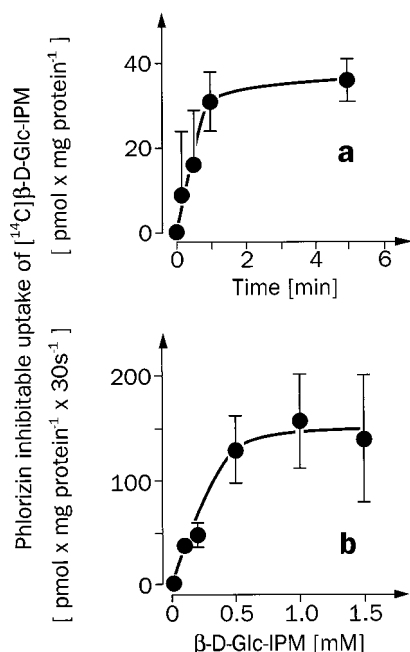 Phlorizin inhibitable uptake of [¹⁴C]β-D-Glc-IPM
[ pmol x mg protein⁻¹ ]
40
20
0
a
0 2 4 6
Time [min]
[ pmol x mg protein⁻¹ x 30s⁻¹ ]
200
100
0
b
0 0.5 1.0 1.5
β-D-Glc-IPM [mM]